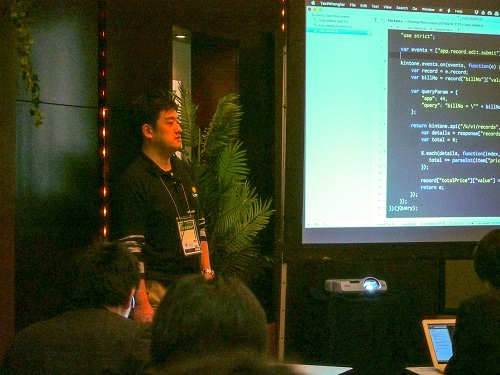 TextWrangler File Edit Text View Search Go Window
"use strict";
var events = ["app.record.edit.submit"
kintone.events.on(events, function(e)
var record = e.record;
var billNo = record["billNo"]["val
var queryParam = {
"app": 44,
"query": "billNo = \"" + billNo
};
return kintone.api("/k/v1/records",
var details = response["records
var total = 0;
$.each(details, function(index,
total += parseInt(item["pric
});
record["totalPrice"]["value"] =
return e;
});
});
})(jQuery);